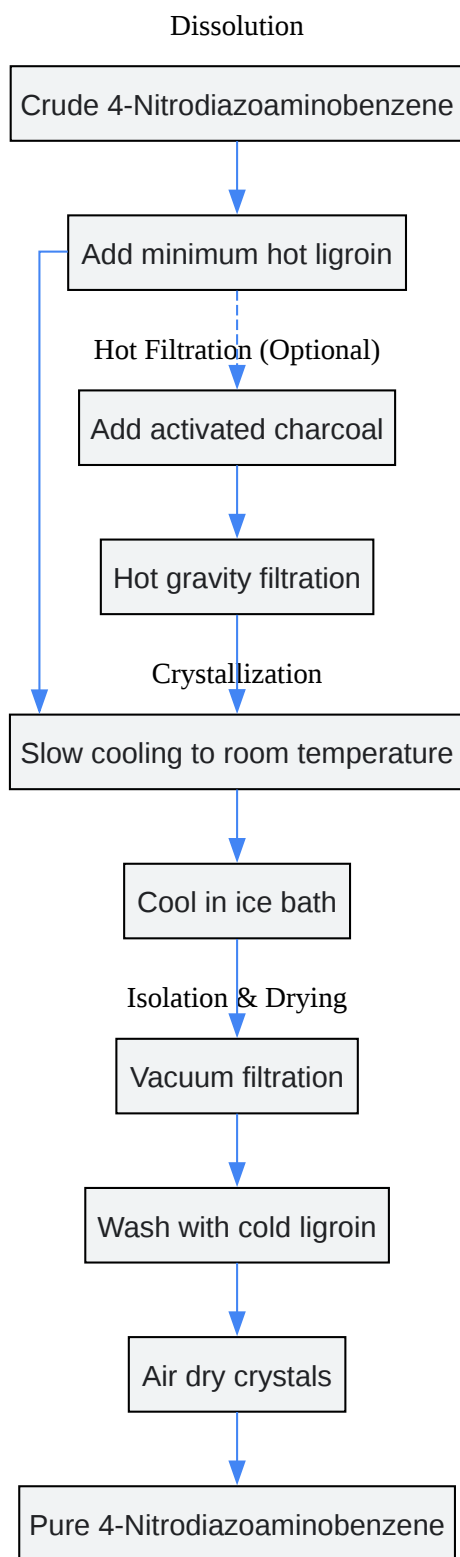 Dissolution
Crude 4-Nitrodiazoaminobenzene
Add minimum hot ligroin
Hot Filtration (Optional)
Add activated charcoal
Hot gravity filtration
Crystallization
Slow cooling to room temperature
Cool in ice bath
Isolation & Drying
Vacuum filtration
Wash with cold ligroin
Air dry crystals
Pure 4-Nitrodiazoaminobenzene